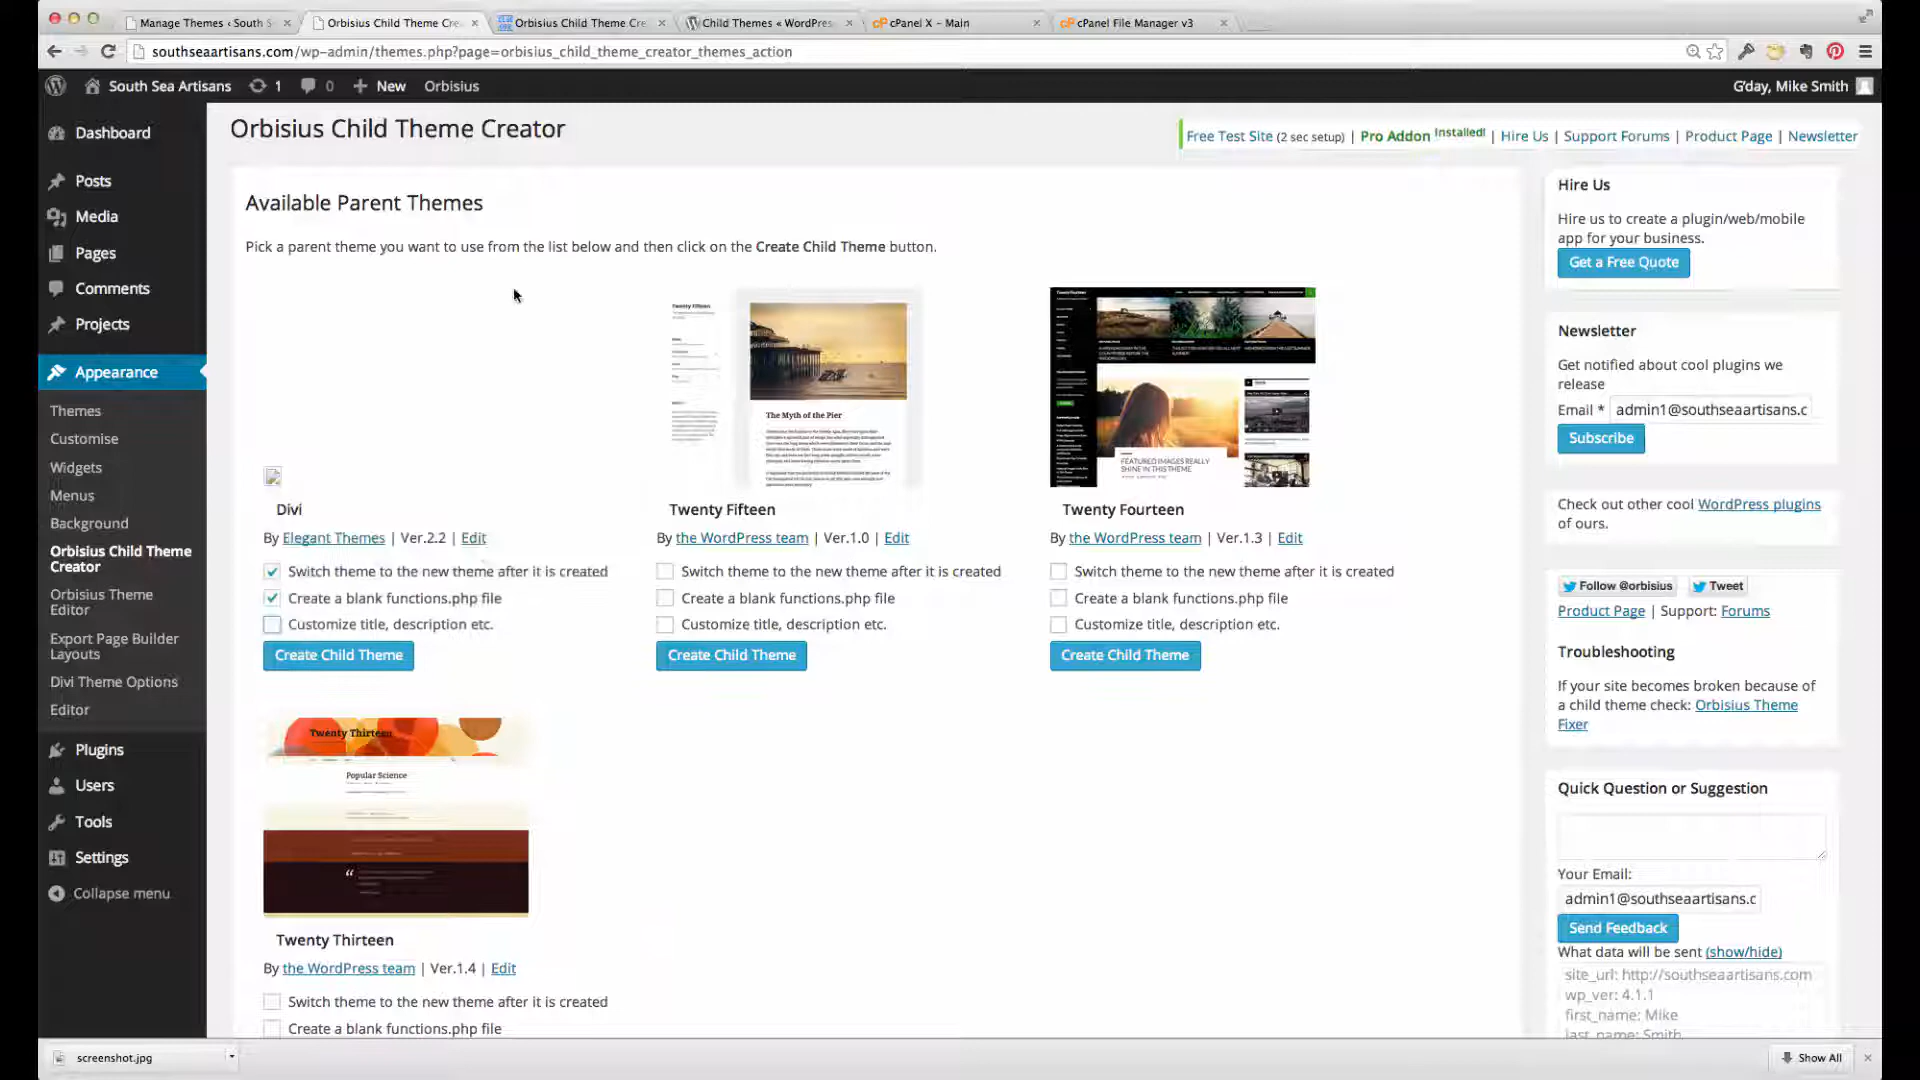 Manage Themes ‹ South S
Orbisius Child Theme Cre
Orbisius Child Theme Cre
Child Themes « WordPres
cPanel X - Main
cPanel File Manager v3
southseaartisans.com/wp-admin/themes.php?page=orbisius_child_theme_creator_themes_action
South Sea Artisans
1
0
New
Orbisius
G'day, Mike Smith
Dashboard
Posts
Media
Pages
Comments
Projects
Appearance
Themes
Customise
Widgets
Menus
Background
Orbisius Child Theme
Creator
Orbisius Theme
Editor
Export Page Builder
Layouts
Divi Theme Options
Editor
Plugins
Users
Tools
Settings
Collapse menu
Orbisius Child Theme Creator
Free Test Site (2 sec setup) | Pro Addon Installed! | Hire Us | Support Forums | Product Page | Newsletter
Available Parent Themes
Pick a parent theme you want to use from the list below and then click on the Create Child Theme button.
Divi
By Elegant Themes | Ver.2.2 | Edit
Switch theme to the new theme after it is created
Create a blank functions.php file
Customize title, description etc.
Create Child Theme
Twenty Fifteen
The Myth of the Pier
Twenty Fifteen
By the WordPress team | Ver.1.0 | Edit
Switch theme to the new theme after it is created
Create a blank functions.php file
Customize title, description etc.
Create Child Theme
Twenty Fourteen
FEATURED IMAGES REALLY
SHINE IN THIS THEME
Twenty Fourteen
By the WordPress team | Ver.1.3 | Edit
Switch theme to the new theme after it is created
Create a blank functions.php file
Customize title, description etc.
Create Child Theme
Twenty Thirteen
Popular Science
Twenty Thirteen
By the WordPress team | Ver.1.4 | Edit
Switch theme to the new theme after it is created
Create a blank functions.php file
Hire Us
Hire us to create a plugin/web/mobile
app for your business.
Get a Free Quote
Newsletter
Get notified about cool plugins we
release
Email * admin1@southseaartisans.c
Subscribe
Check out other cool WordPress plugins
of ours.
Follow @orbisius
Tweet
Product Page | Support: Forums
Troubleshooting
If your site becomes broken because of
a child theme check: Orbisius Theme
Fixer
Quick Question or Suggestion
Your Email:
admin1@southseaartisans.c
Send Feedback
What data will be sent (show/hide)
site_url: http://southseaartisans.com
wp_ver: 4.1.1
first_name: Mike
last_name: Smith
screenshot.jpg
Show All